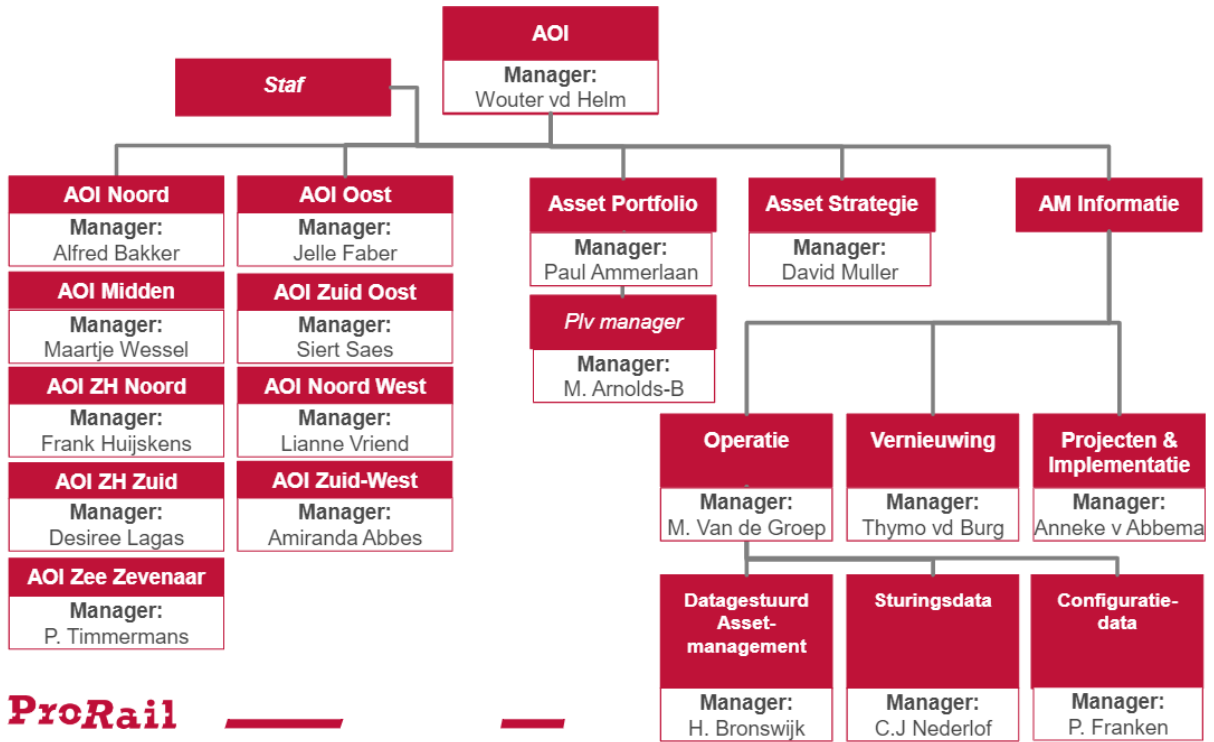 AOI
Manager:
Wouter vd Helm
Staf
AOI Noord
Manager:
Alfred Bakker
AOI Oost
Manager:
Jelle Faber
Asset Portfolio
Manager:
Paul Ammerlaan
Asset Strategie
Manager:
David Muller
AM Informatie
AOI Midden
Manager:
Maartje Wessel
AOI Zuid Oost
Manager:
Siert Saes
Plv manager
Manager:
M. Arnolds-B
AOI ZH Noord
Manager:
Frank Huijskens
AOI Noord West
Manager:
Lianne Vriend
AOI ZH Zuid
Manager:
Desiree Lagas
AOI Zuid-West
Manager:
Amiranda Abbes
AOI Zee Zevenaar
Manager:
P. Timmermans
Operatie
Manager:
M. Van de Groep
Vernieuwing
Manager:
Thymo vd Burg
Projecten &
Implementatie
Manager:
Anneke v Abbema
Datagestuurd
Asset-
management
Manager:
H. Bronswijk
Sturingsdata
Manager:
C.J Nederlof
Configuratie-
data
Manager:
P. Franken
ProRail